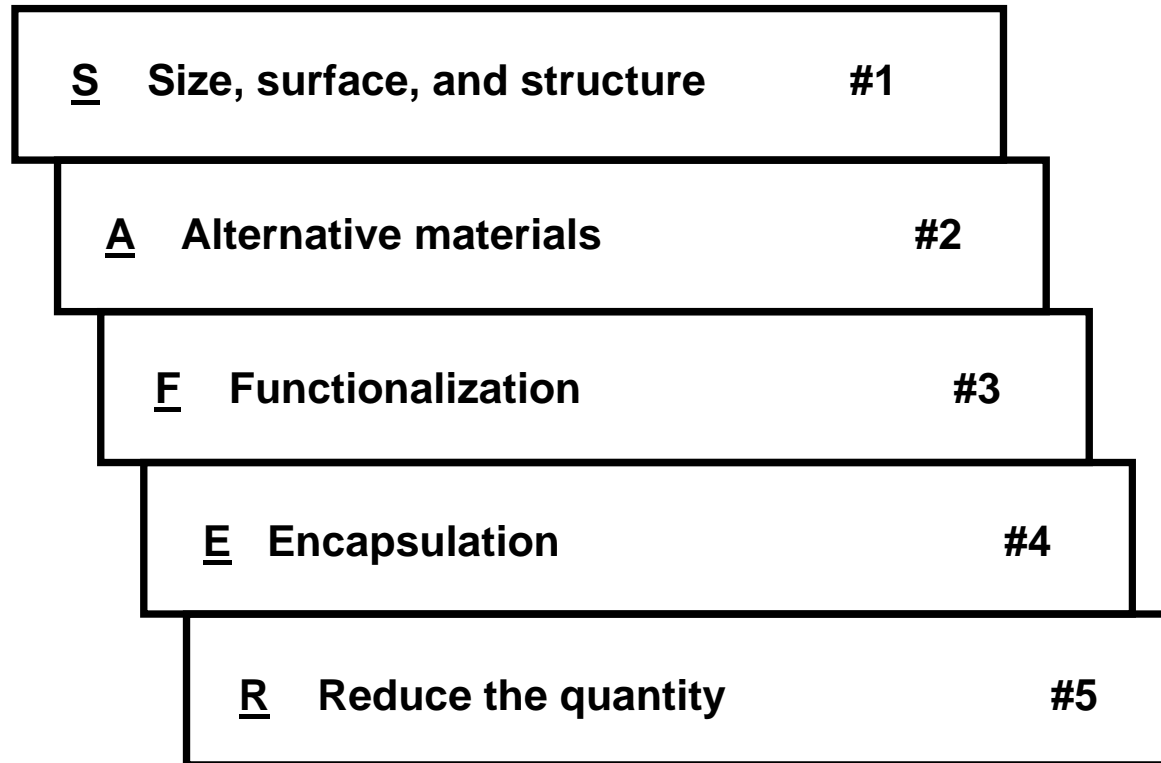 S Size, surface, and structure #1
A Alternative materials #2
F Functionalization #3
E Encapsulation #4
R Reduce the quantity #5